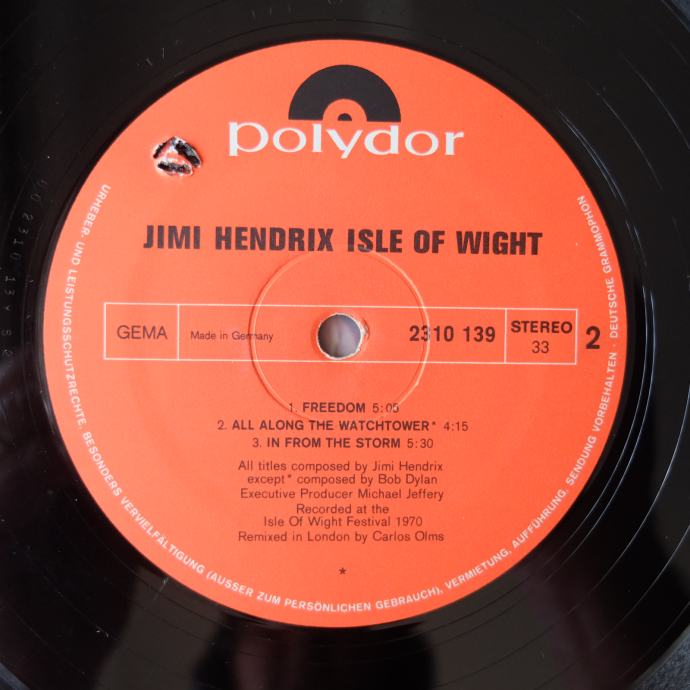 polydor
JIMI HENDRIX ISLE OF WIGHT
GEMA
Made in Germany
2310 139
STEREO
33
2
1. FREEDOM 5:05
2. ALL ALONG THE WATCHTOWER* 4:15
3. IN FROM THE STORM 5:30
All titles composed by Jimi Hendrix
except* composed by Bob Dylan
Executive Producer Michael Jeffery
Recorded at the
Isle Of Wight Festival 1970
Remixed in London by Carlos Olms
*
URHEBER- UND LEISTUNGSSCHUTZRECHTE, BESONDERS VERVIELFÄLTIGUNG (AUSSER ZUM PERSÖNLICHEN GEBRAUCH), VERMIETUNG, AUFFÜHRUNG, SENDUNG VORBEHALTEN · DEUTSCHE GRAMMOPHON